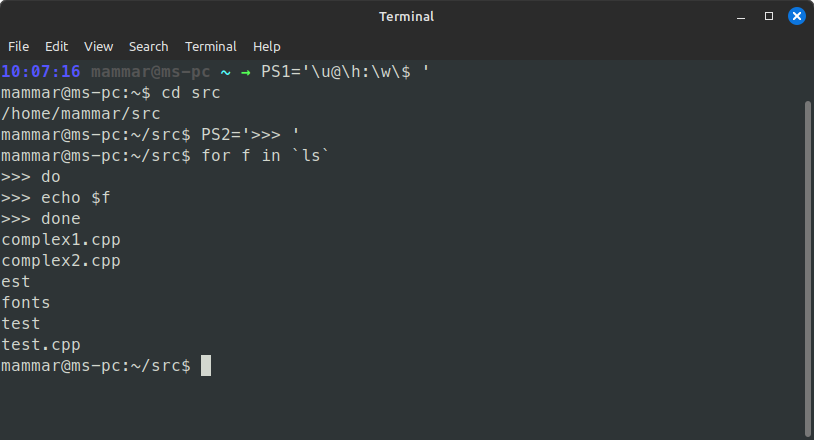 Terminal
File Edit View Search Terminal Help
10:07:16 mammar@ms-pc ~ → PS1='\u@\h:\w\$ '
mammar@ms-pc:~$ cd src
/home/mammar/src
mammar@ms-pc:~/src$ PS2='>>> '
mammar@ms-pc:~/src$ for f in `ls`
>>> do
>>> echo $f
>>> done
complex1.cpp
complex2.cpp
est
fonts
test
test.cpp
mammar@ms-pc:~/src$